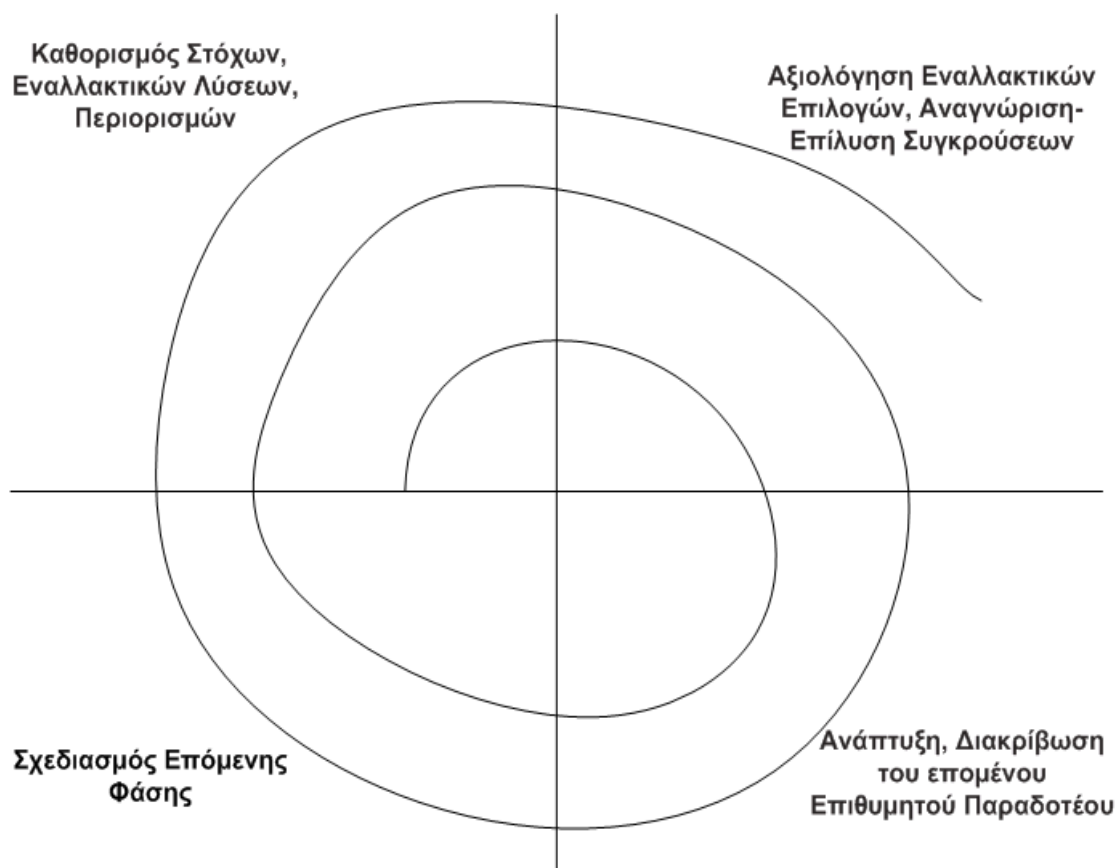 Καθορισμός Στόχων,
Εναλλακτικών Λύσεων,
Περιορισμών
Αξιολόγηση Εναλλακτικών
Επιλογών, Αναγνώριση-
Επίλυση Συγκρούσεων
Σχεδιασμός Επόμενης
Φάσης
Ανάπτυξη, Διακρίβωση
του επομένου
Επιθυμητού Παραδοτέου